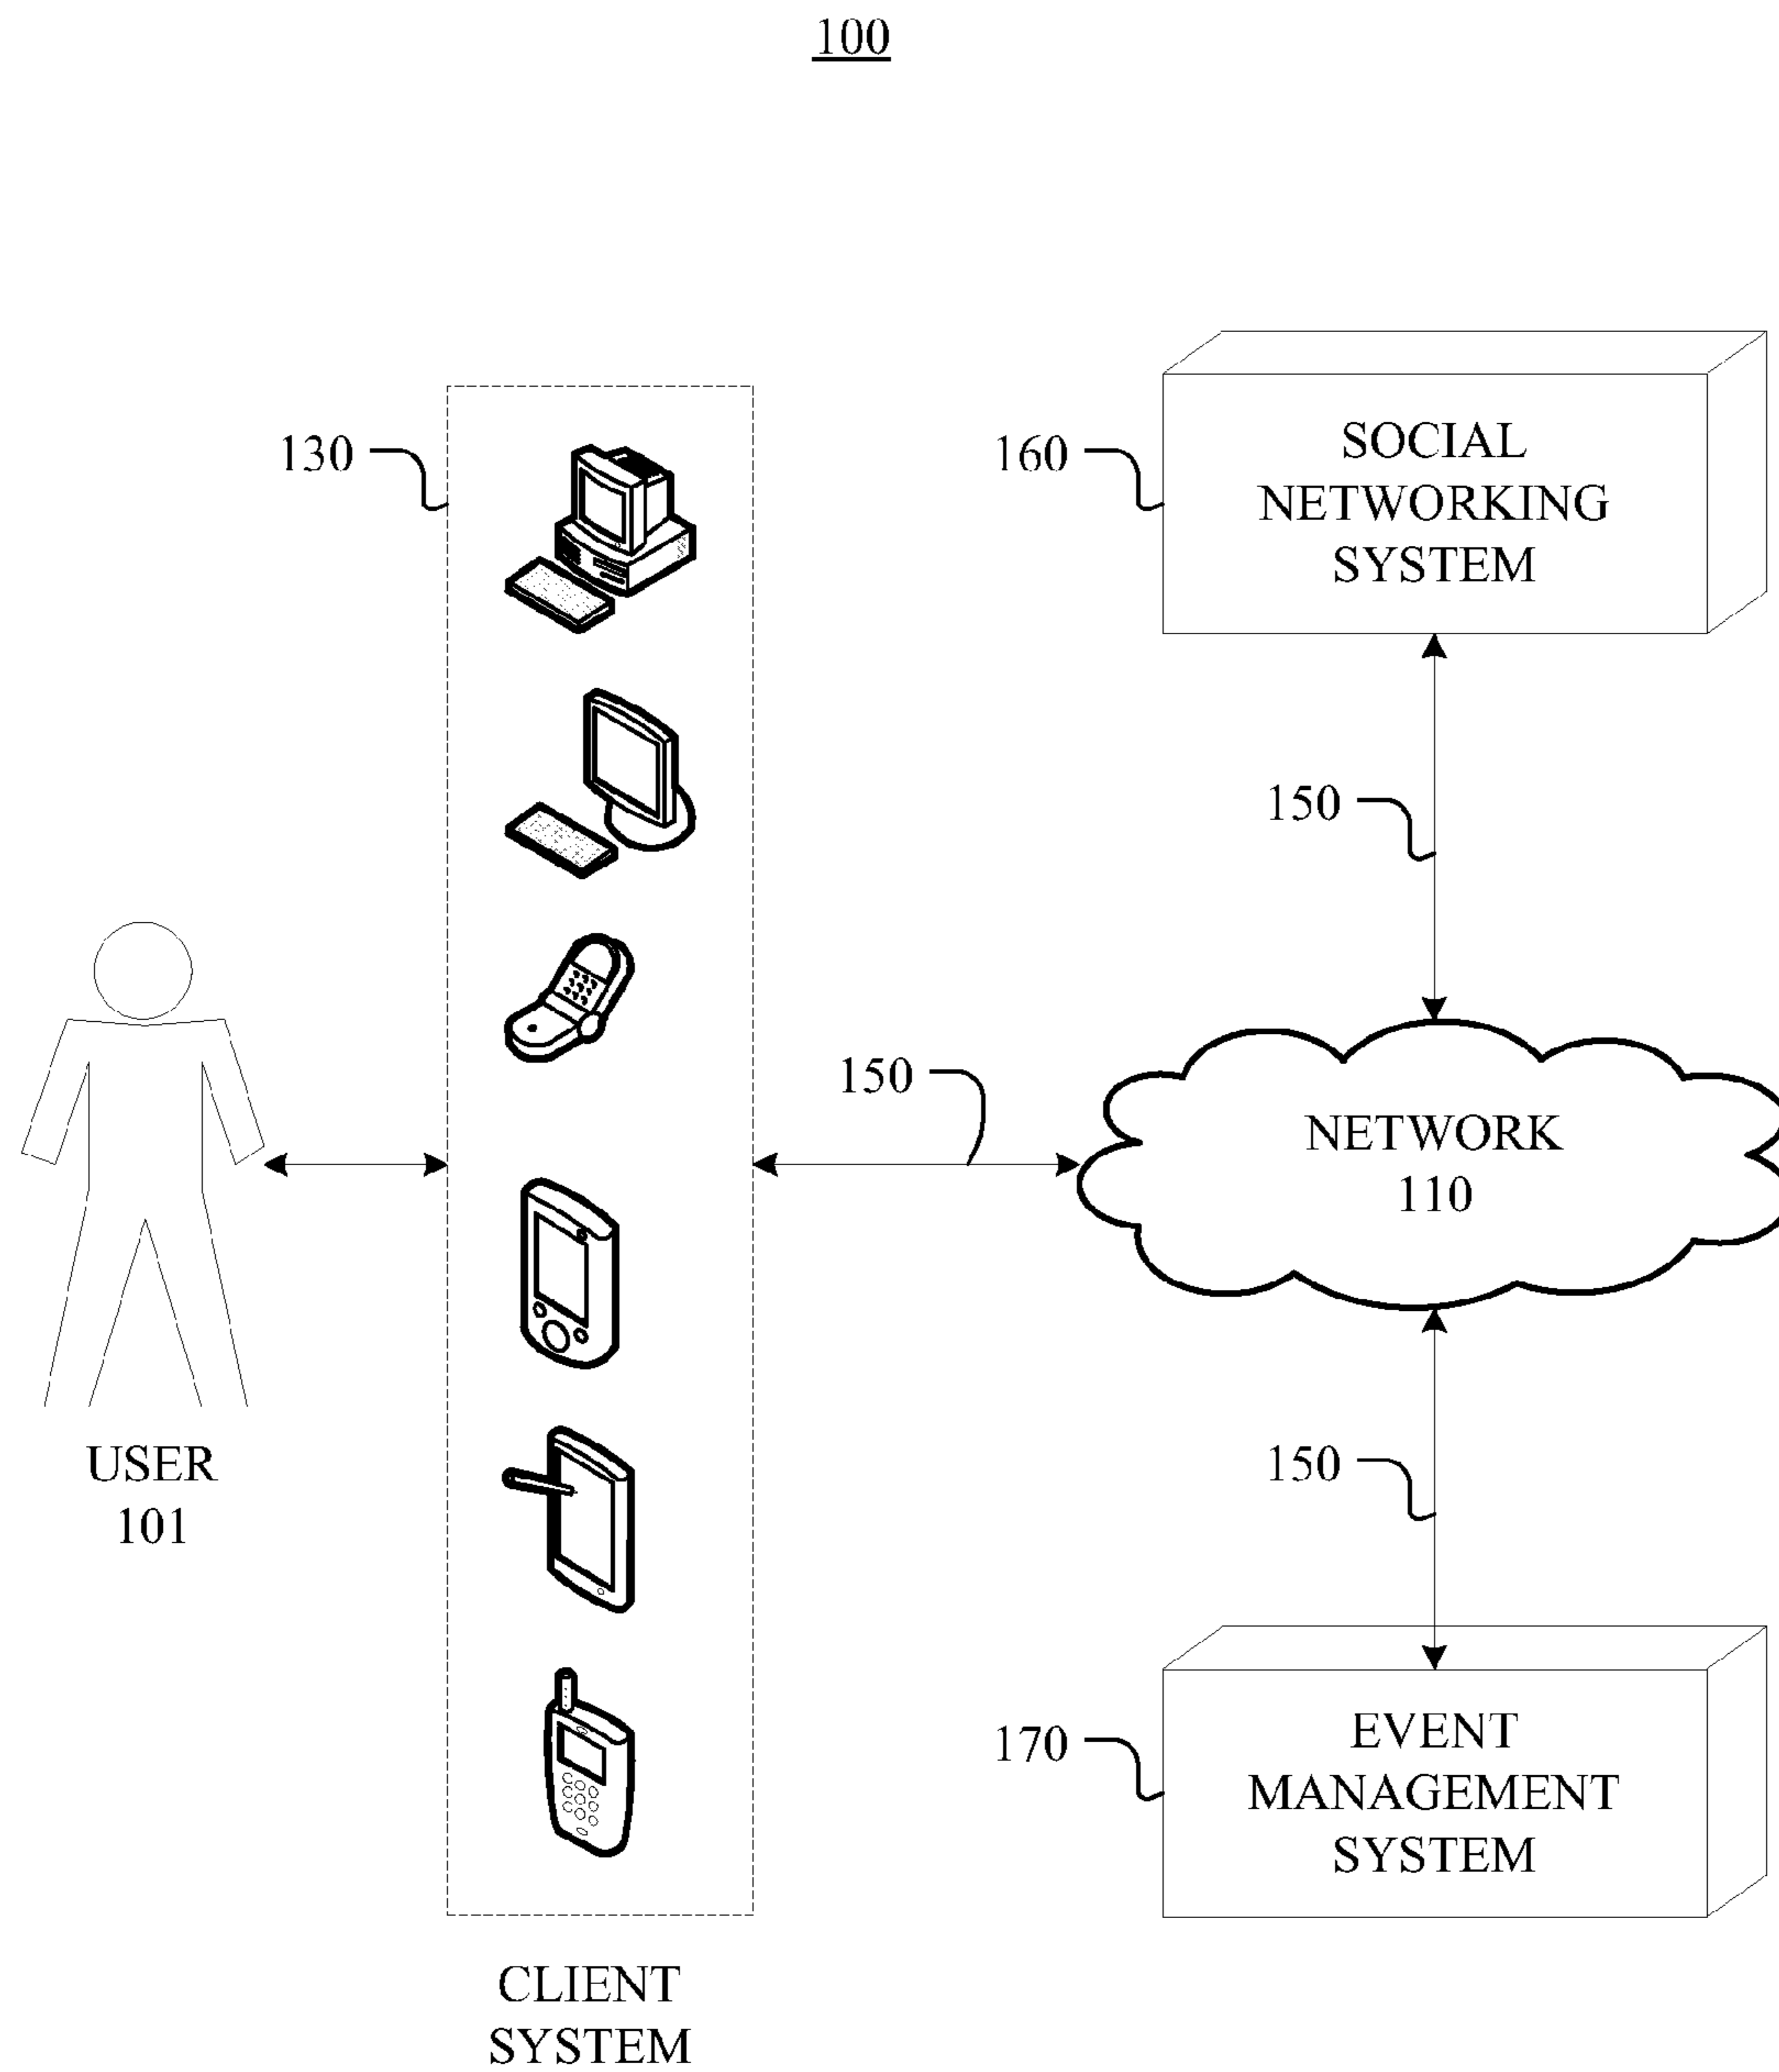 100
130
160
SOCIAL
NETWORKING
SYSTEM
150
150
NETWORK
110
USER
101
150
170
EVENT
MANAGEMENT
SYSTEM
CLIENT
SYSTEM